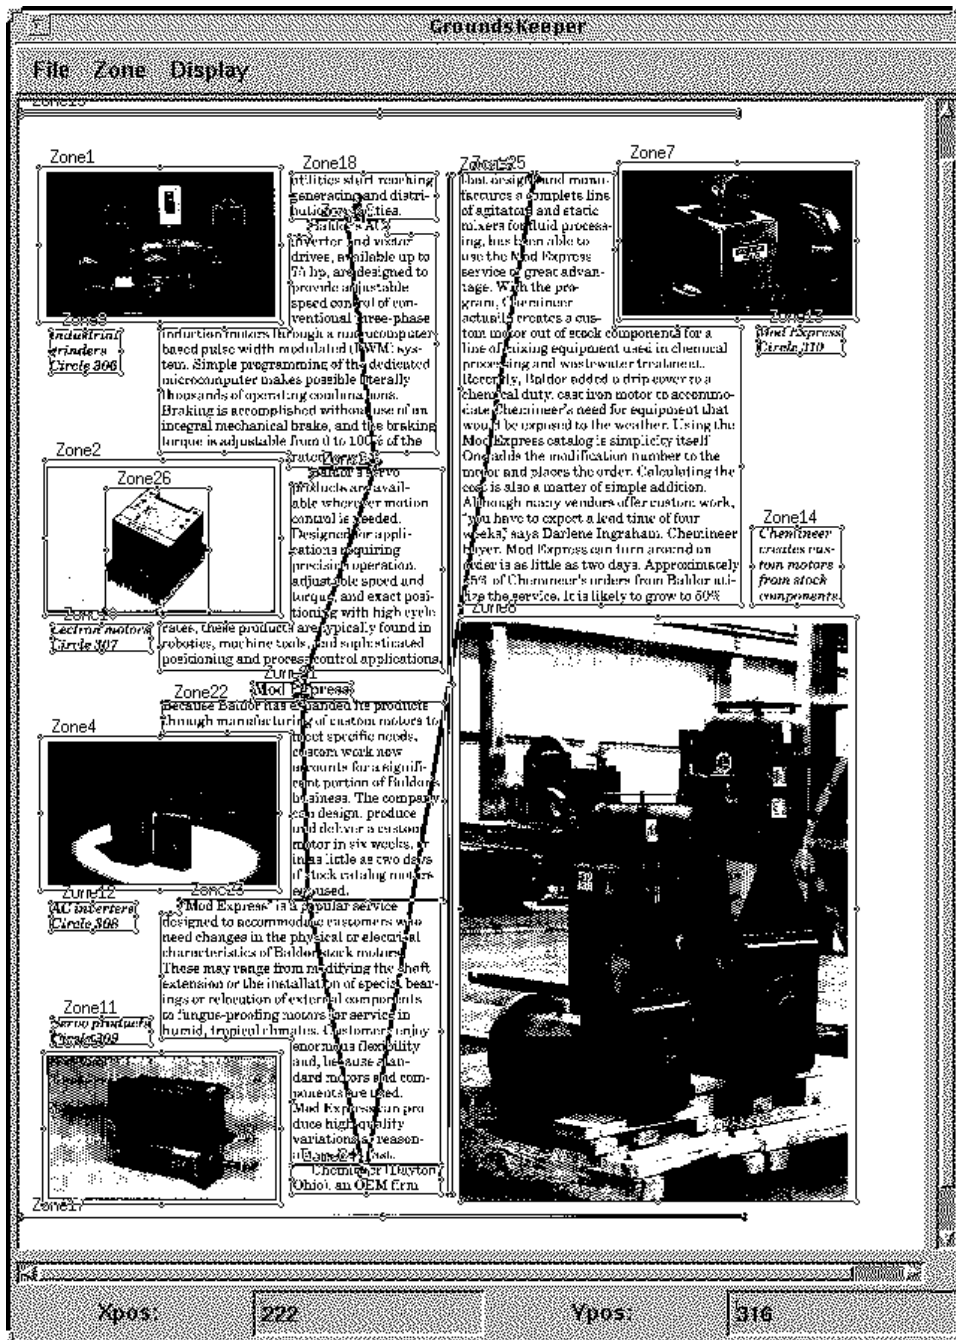 GroundsKeeper
File Zone Display
Zone1
Industrial
grinders
Circle 306
Zone2
Zone26
Lectron motors
Circle 307
Zone4
Zone12
AC inverters
Circle 308
Zone11
Servo products
Circle 309
Zone17
Zone18
utilities start reaching
generating and distri-
Baldor's AC
inverter and vector
drives, available up to
75 hp, are designed to
provide adjustable
speed control of con-
ventional three-phase
induction motors through a microcomputer
based pulse width modulated (PWM) sys-
tem. Simple programming of the dedicated
microcomputer makes possible literally
thousands of operating combinations.
Braking is accomplished without use of an
integral mechanical brake, and the braking
torque is adjustable from 0 to 100% of the
rated
Baldor's servo
products are avail-
able wherever motion
control is needed.
Designed for appli-
cations requiring
precision operation,
adjustable speed and
torque, and exact posi-
tioning with high cycle
rates, these products are typically found in
robotics, machine tools, and sophisticated
positioning and process control applications.
Mod Express
Zone22
Because Baldor has expanded its products
through manufacturing of custom motors to
meet specific needs,
custom work now
accounts for a signifi-
cant portion of Baldor's
business. The company
can design, produce
and deliver a custom
motor in six weeks, or
in as little as two days
if stock catalog motors
are used.
"Mod Express" is a popular service
designed to accommodate customers who
need changes in the physical or electrical
characteristics of Baldor stock motors.
These may range from modifying the shaft
extension or the installation of special bear-
ings or relocation of external components
to fungus-proofing motors for service in
humid, tropical climates. Customers enjoy
enormous flexibility
and, because stan-
dard motors and com-
ponents are used,
Mod Express can pro
duce high quality
variations at reason-
Chemineer (Dayton,
Ohio), an OEM firm
that designs and manu-
factures a complete line
of agitators and static
mixers for fluid process-
ing, has been able to
use the Mod Express
service to great advan-
tage. With the pro-
gram, Chemineer
actually creates a cus-
tom motor out of stock components for a
line of mixing equipment used in chemical
processing and wastewater treatment.
Recently, Baldor added a drip cover to a
chemical duty, cast iron motor to accommo-
date Chemineer's need for equipment that
would be exposed to the weather. Using the
Mod Express catalog is simplicity itself
One adds the modification number to the
motor and places the order. Calculating the
cost is also a matter of simple addition.
Although many vendors offer custom work,
"you have to expect a lead time of four
weeks," says Darlene Ingraham, Chemineer
buyer. Mod Express can turn around an
order in as little as two days. Approximately
25% of Chemineer's orders from Baldor uti-
lize the service. It is likely to grow to 50%
Zone7
Mod Express
Circle 310
Zone14
Chemineer
creates cus-
tom motors
from stock
components.
Xpos: 222 Ypos: 316